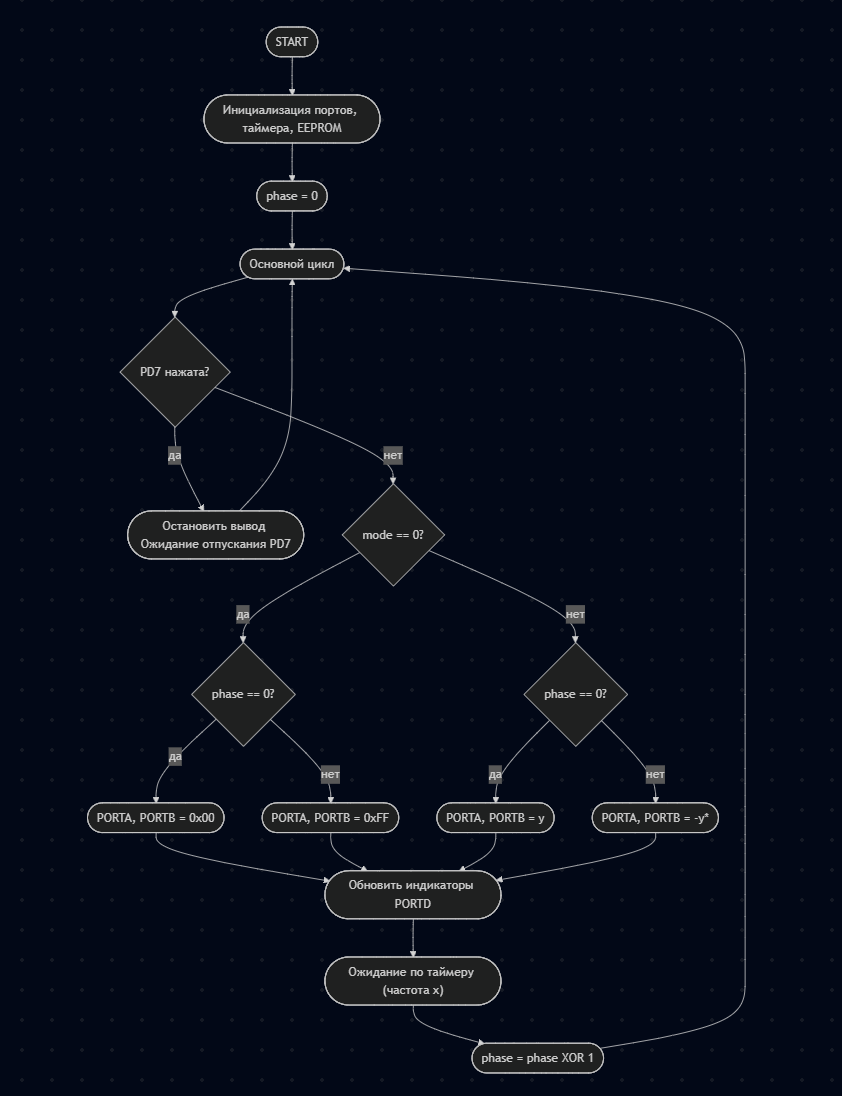 START
Инициализация портов,
таймера, EEPROM
phase = 0
Основной цикл
PD7 нажата?
да
нет
Остановить вывод
Ожидание отпускания PD7
mode == 0?
да
нет
phase == 0?
phase == 0?
да
нет
да
нет
PORTA, PORTB = 0x00
PORTA, PORTB = 0xFF
PORTA, PORTB = y
PORTA, PORTB = -y*
Обновить индикаторы
PORTD
Ожидание по таймеру
(частота x)
phase = phase XOR 1